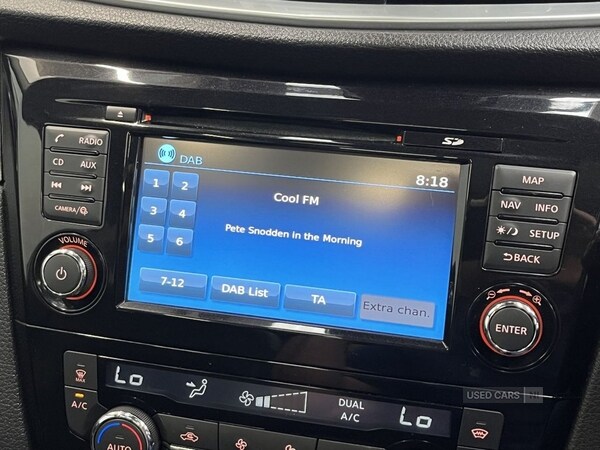 RADIO
CD AUX
CAMERA/
VOLUME
DAB
8:18
Cool FM
Pete Snodden in the Morning
1 2
3 4
5 6
7-12
DAB List
TA
Extra chan.
SD
MAP
NAV INFO
SETUP
BACK
ENTER
MAX
A/C
Lo
DUAL
A/C
Lo
AUTO
USED CARS NI